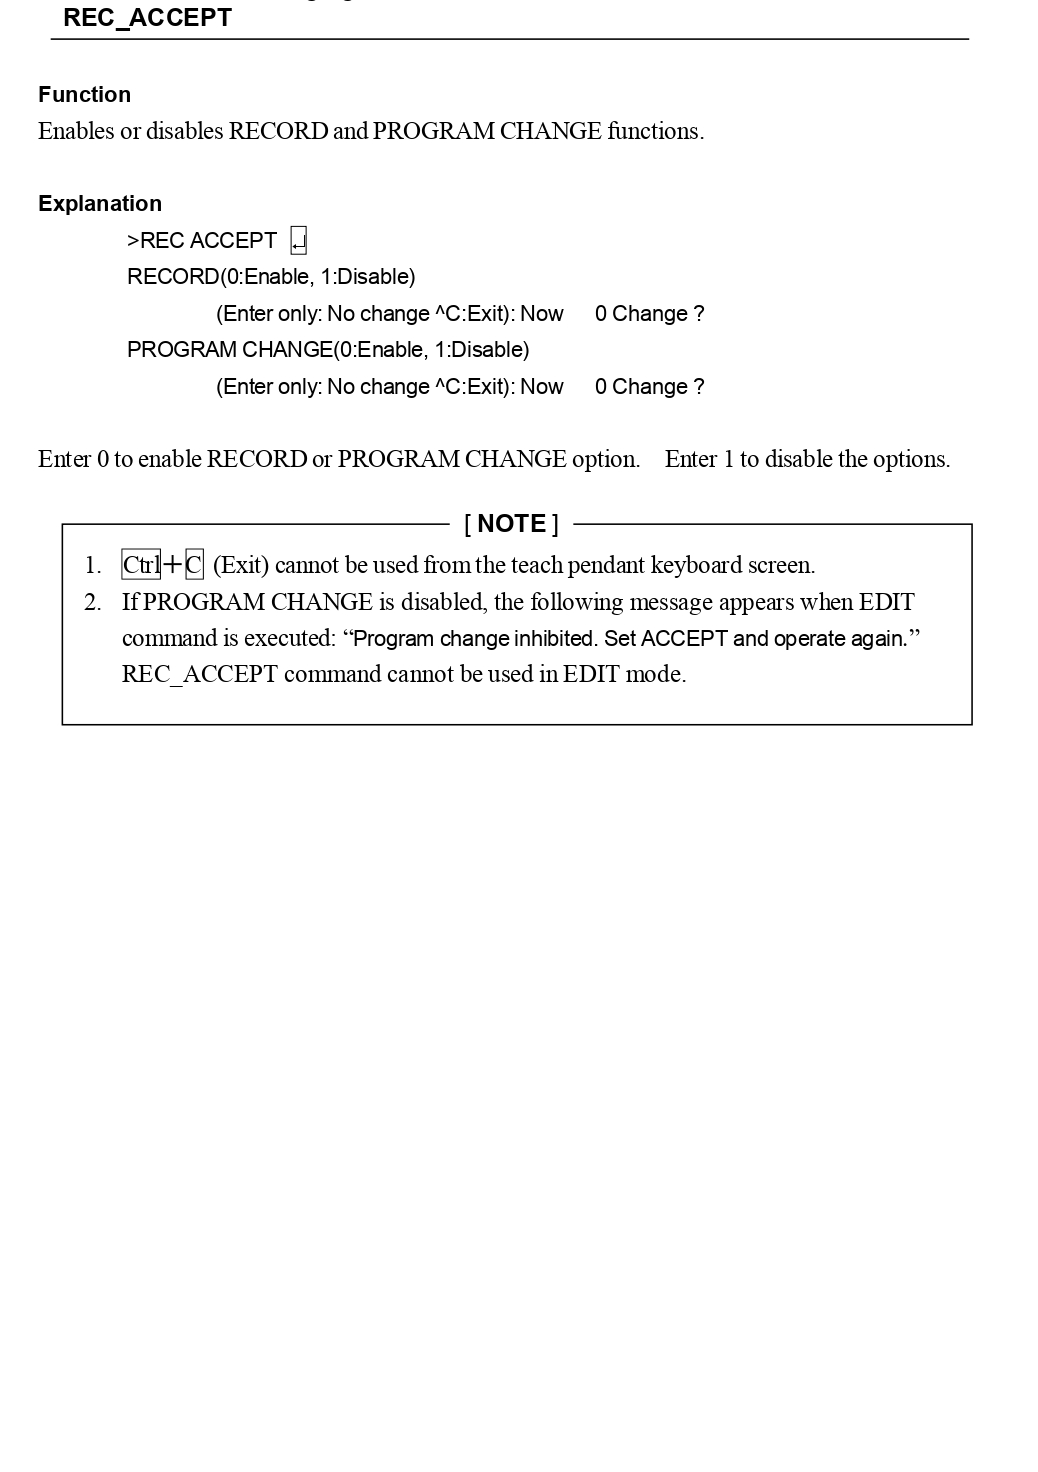 REC_ACCEPT
Function
Enables or disables RECORD and PROGRAM CHANGE functions.
Explanation
>REC ACCEPT ↵
RECORD(0:Enable, 1:Disable)
(Enter only: No change ^C:Exit): Now 0 Change ?
PROGRAM CHANGE(0:Enable, 1:Disable)
(Enter only: No change ^C:Exit): Now 0 Change ?
Enter 0 to enable RECORD or PROGRAM CHANGE option. Enter 1 to disable the options.
[ NOTE ]
1. Ctrl+C (Exit) cannot be used from the teach pendant keyboard screen.
2. If PROGRAM CHANGE is disabled, the following message appears when EDIT
command is executed: “Program change inhibited. Set ACCEPT and operate again.”
REC_ACCEPT command cannot be used in EDIT mode.